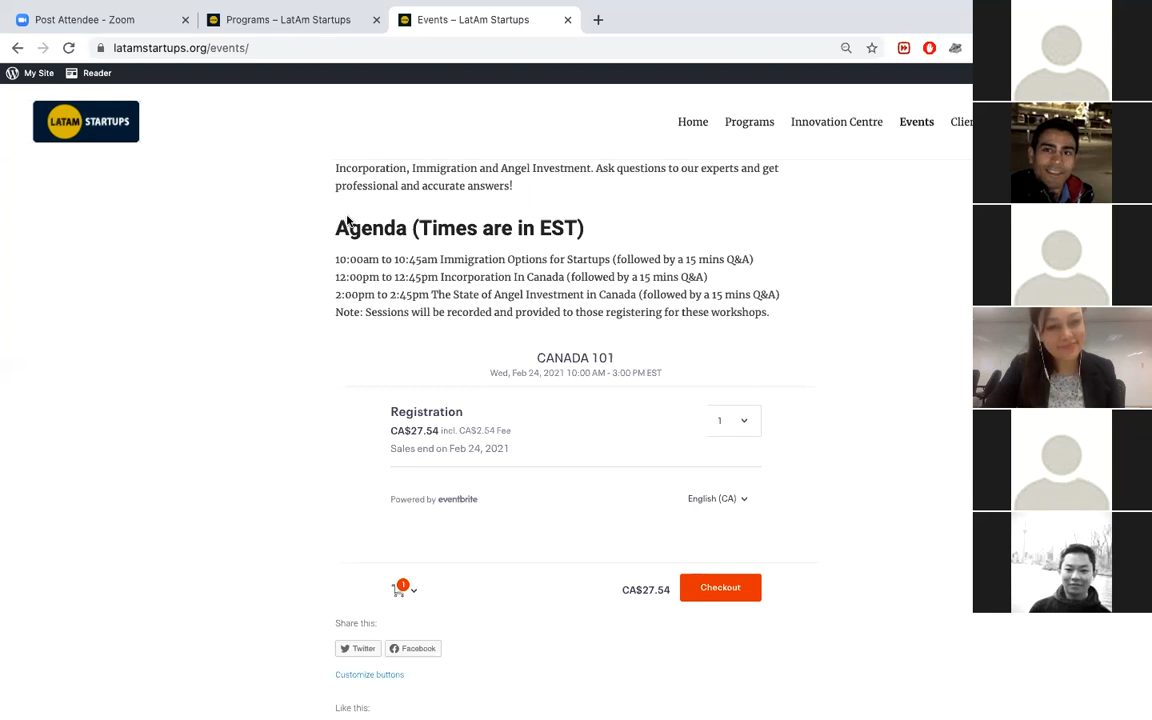 Post Attendee - Zoom
Programs – LatAm Startups
Events – LatAm Startups
latamstartups.org/events/
My Site
Reader
LATAM STARTUPS
Home
Programs
Innovation Centre
Events
Clien
Incorporation, Immigration and Angel Investment. Ask questions to our experts and get
professional and accurate answers!
Agenda (Times are in EST)
10:00am to 10:45am Immigration Options for Startups (followed by a 15 mins Q&A)
12:00pm to 12:45pm Incorporation In Canada (followed by a 15 mins Q&A)
2:00pm to 2:45pm The State of Angel Investment in Canada (followed by a 15 mins Q&A)
Note: Sessions will be recorded and provided to those registering for these workshops.
CANADA 101
Wed, Feb 24, 2021 10:00 AM - 3:00 PM EST
Registration
CA$27.54 incl. CA$2.54 Fee
1
Sales end on Feb 24, 2021
Powered by eventbrite
English (CA)
1
CA$27.54
Checkout
Share this:
Twitter
Facebook
Customize buttons
Like this: